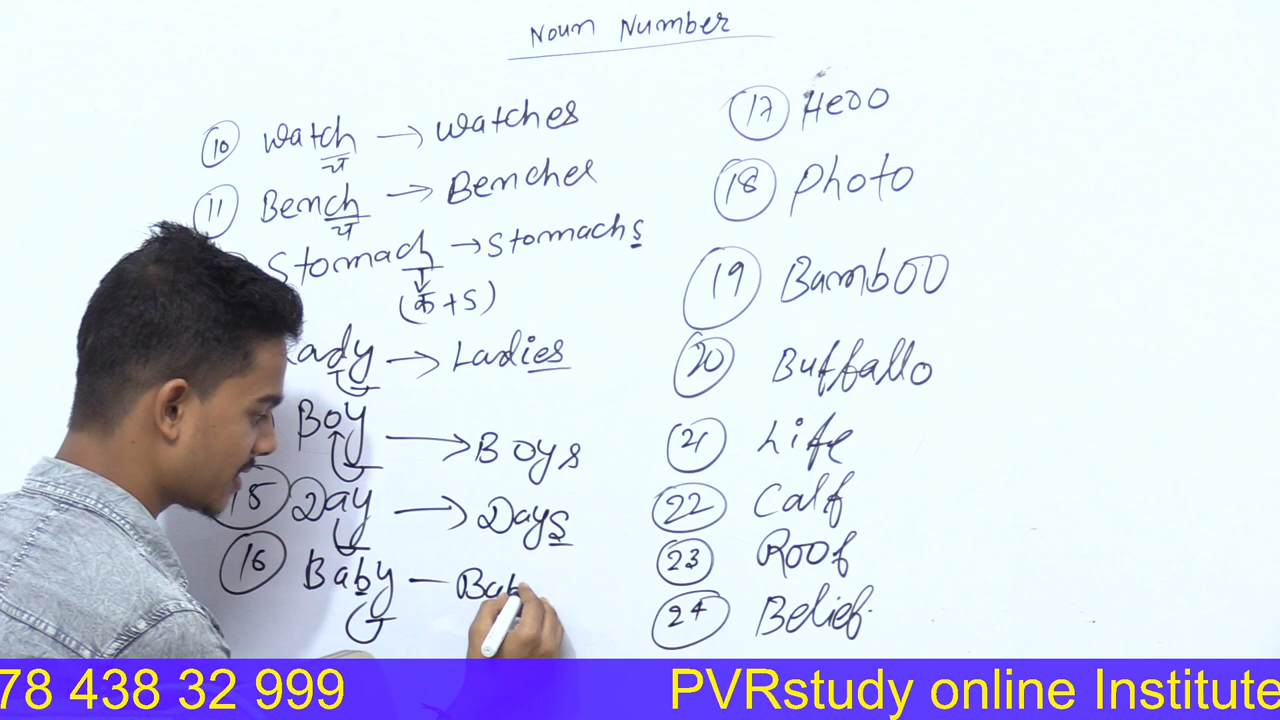 Noun Number
10 Watch → Watches
च
11 Bench → Benches
च
Stomach → Stomachs
(क + S)
Lady → Ladies
Boy → Boys
15 Day → Days
16 Baby — Bab
17 Hero
18 Photo
19 Bamboo
20 Buffallo
21 Life
22 Calf
23 Roof
24 Belief
78 438 32 999
PVRstudy online Institute